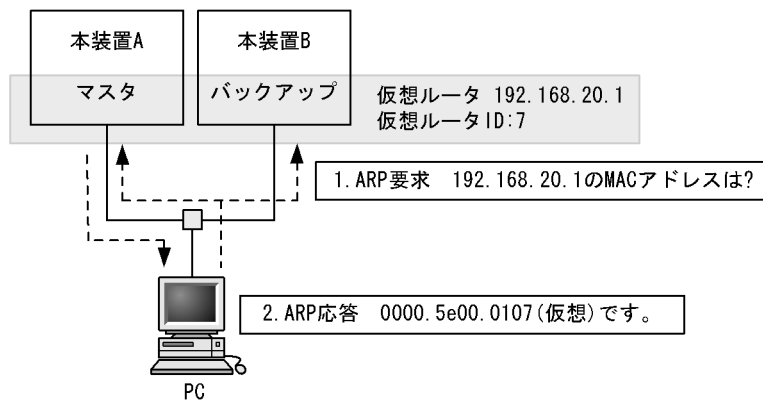 本装置A
本装置B
マスタ
バックアップ
仮想ルータ 192.168.20.1
仮想ルータID:7
1.ARP要求 192.168.20.1のMACアドレスは?
2.ARP応答 0000.5e00.0107(仮想)です。
PC